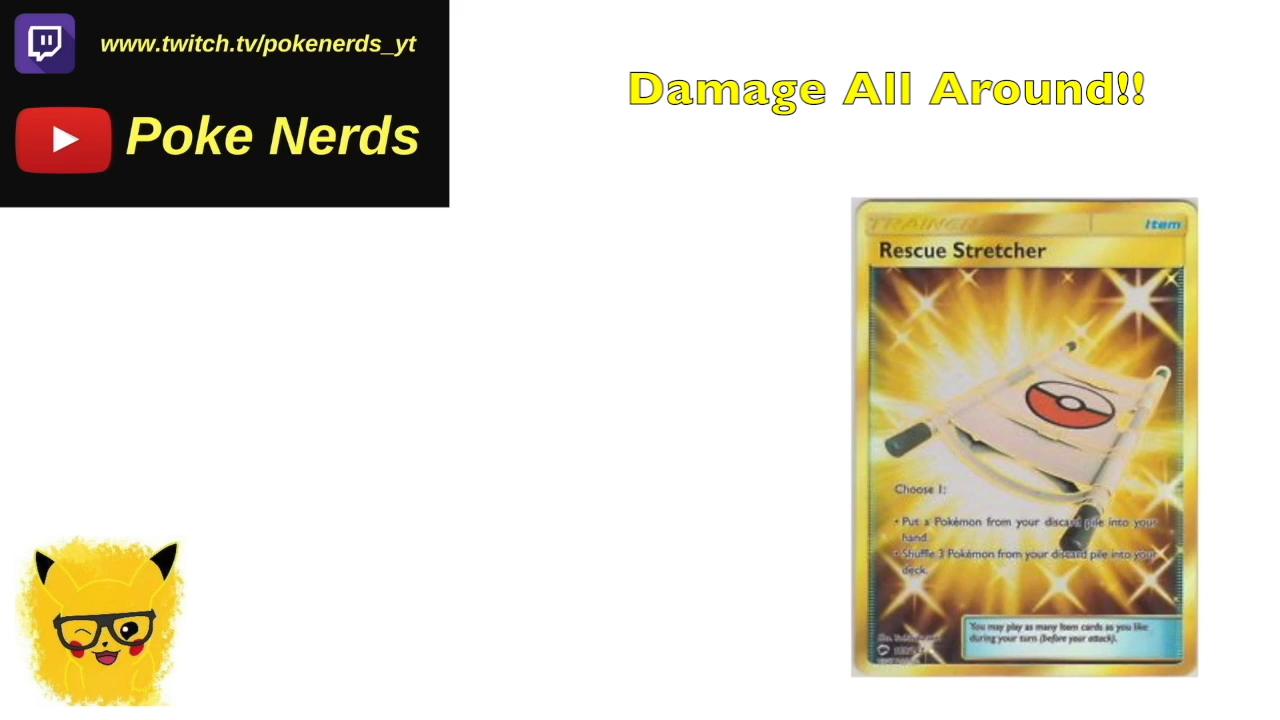 www.twitch.tv/pokenerds_yt
Poke Nerds
Damage All Around!!
TRAINER
Item
Rescue Stretcher
Choose 1:
• Put a Pokémon from your discard pile into your
hand.
• Shuffle 3 Pokémon from your discard pile into your
deck.
You may play as many Item cards as you like
during your turn (before your attack).